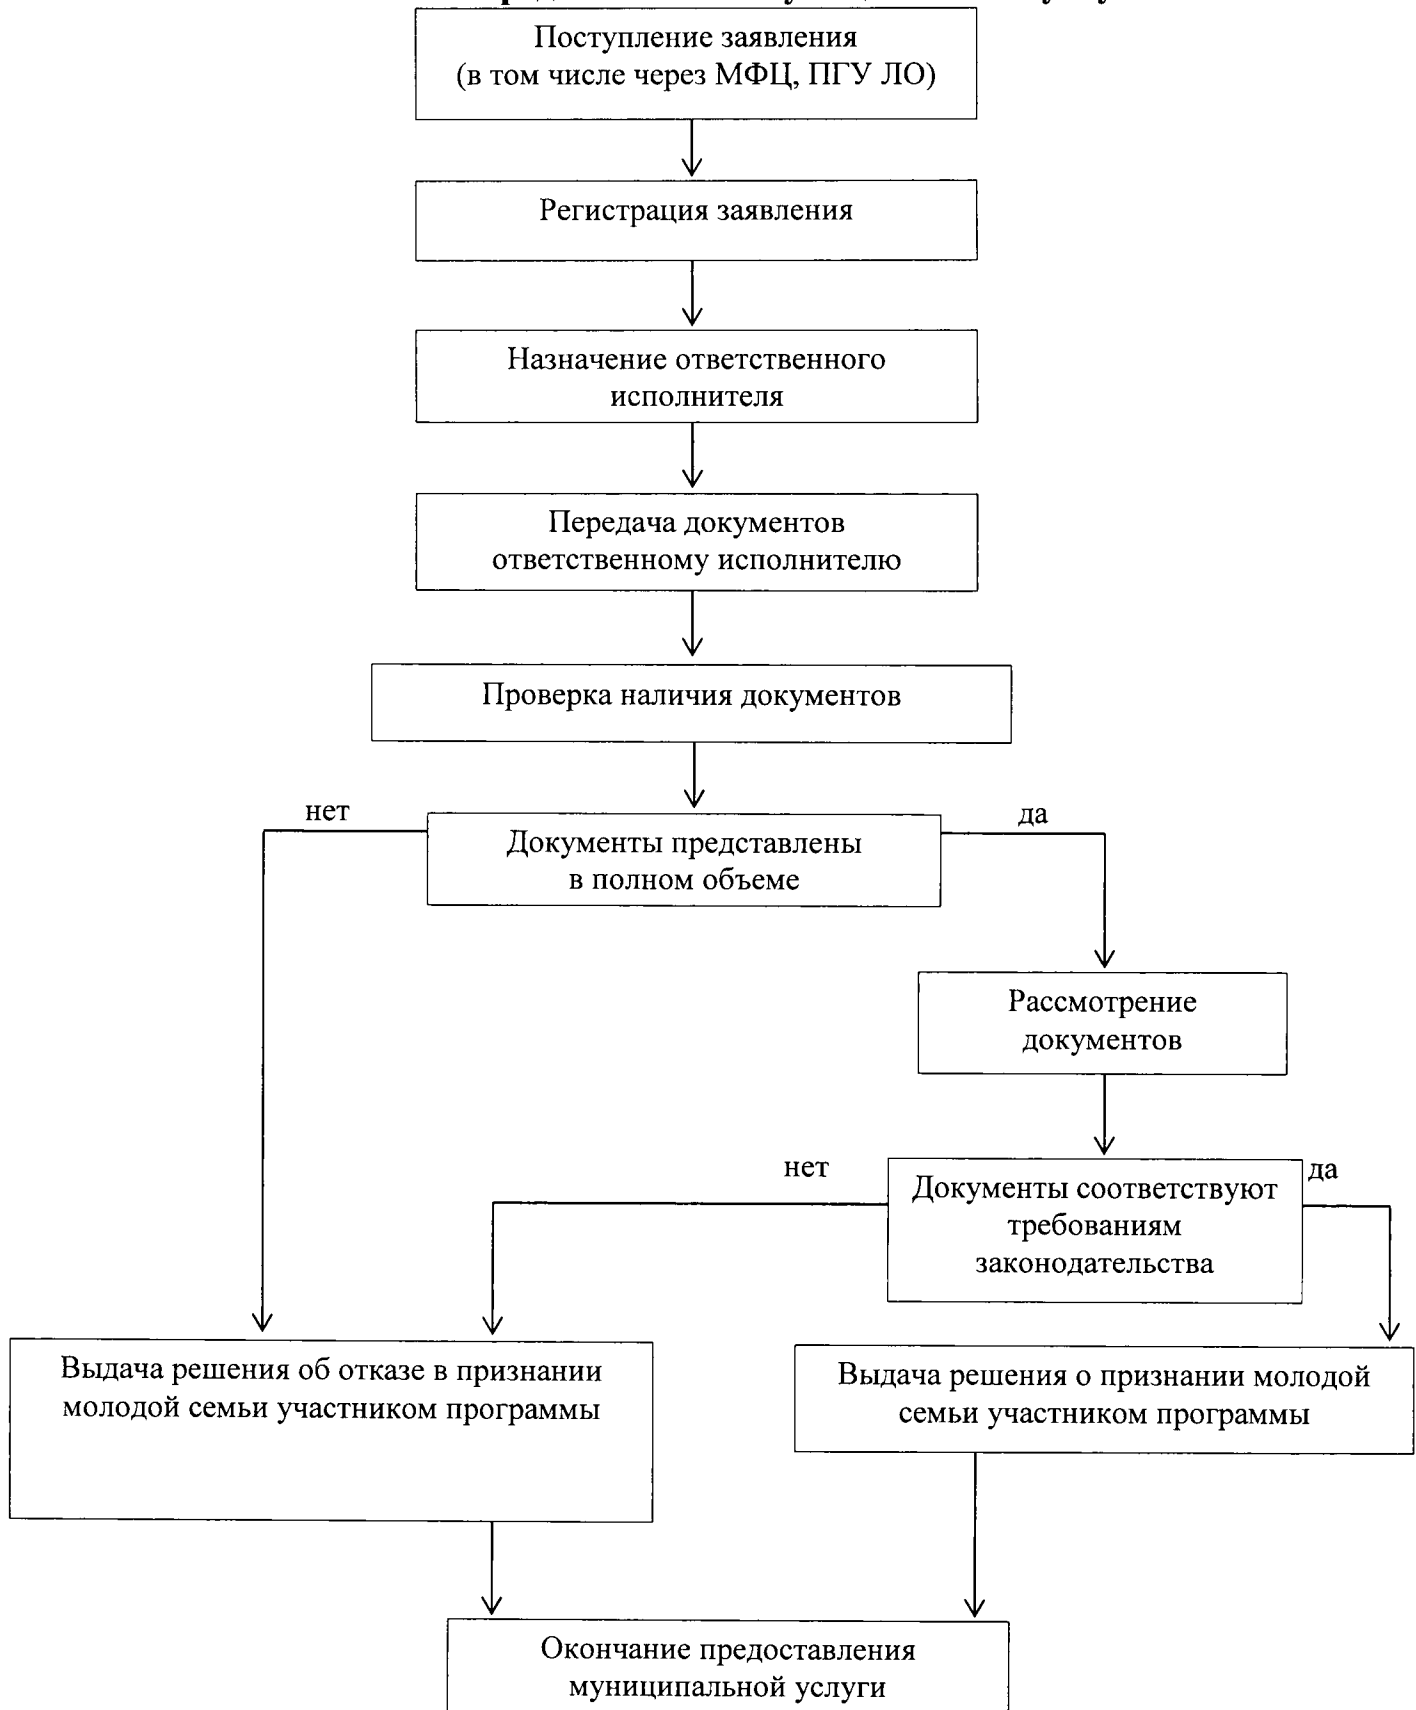 Поступление заявления
(в том числе через МФЦ, ПГУ ЛО)
Регистрация заявления
Назначение ответственного
исполнителя
Передача документов
ответственному исполнителю
Проверка наличия документов
нет
да
Документы представлены
в полном объеме
Рассмотрение
документов
нет
да
Документы соответствуют
требованиям
законодательства
Выдача решения об отказе в признании
молодой семьи участником программы
Выдача решения о признании молодой
семьи участником программы
Окончание предоставления
муниципальной услуги